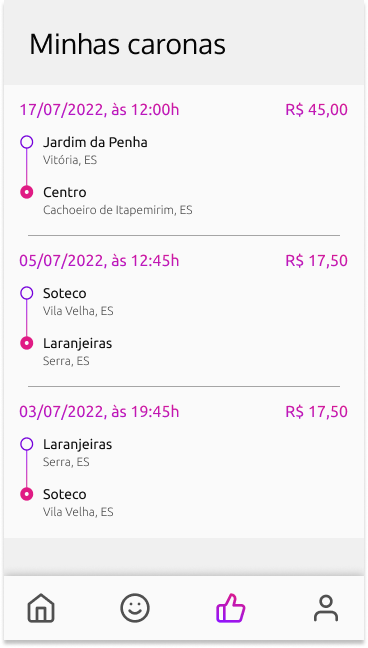 Minhas caronas
17/07/2022, às 12:00h R$ 45,00
Jardim da Penha
Vitória, ES
Centro
Cachoeiro de Itapemirim, ES
05/07/2022, às 12:45h R$ 17,50
Soteco
Vila Velha, ES
Laranjeiras
Serra, ES
03/07/2022, às 19:45h R$ 17,50
Laranjeiras
Serra, ES
Soteco
Vila Velha, ES